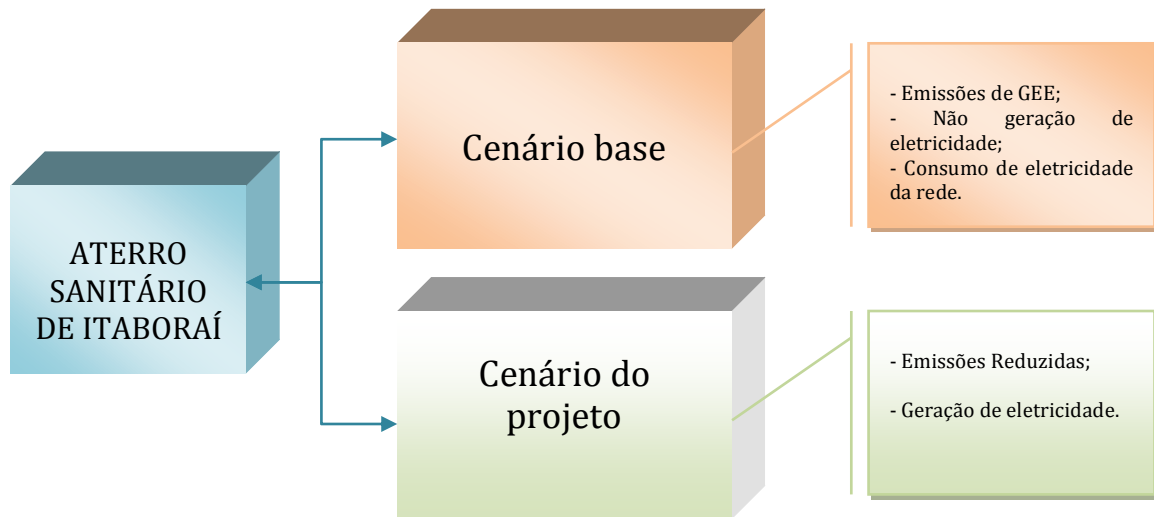 ATERRO
SANITÁRIO
DE ITABORAÍ
Cenário base
- Emissões de GEE;
- Não geração de
eletricidade;
- Consumo de eletricidade
da rede.
Cenário do
projeto
- Emissões Reduzidas;
- Geração de eletricidade.